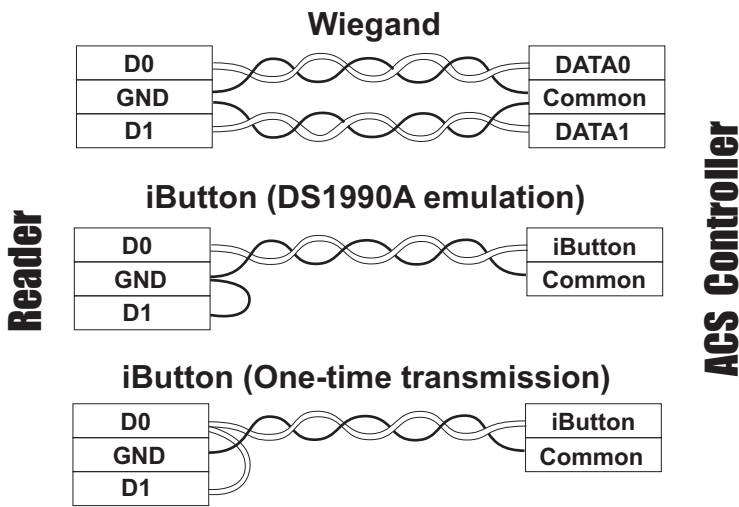 Wiegand
D0
GND
D1
DATA0
Common
DATA1
Reader
ACS Controller
iButton (DS1990A emulation)
D0
GND
D1
iButton
Common
iButton (One-time transmission)
D0
GND
D1
iButton
Common